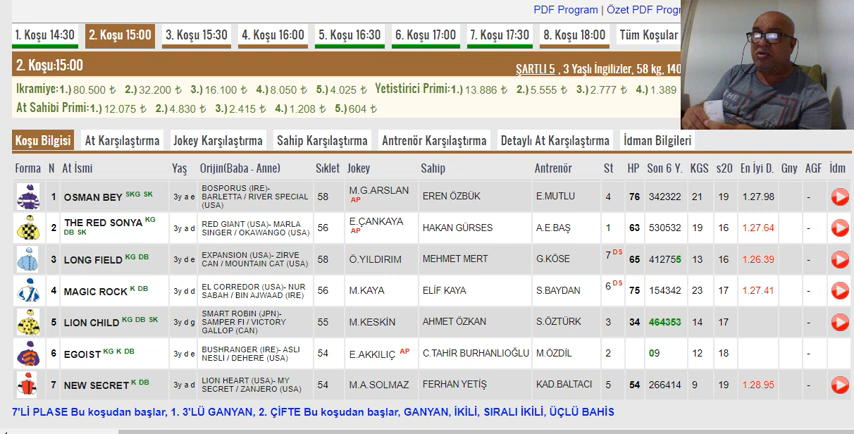 PDF Program | Özet PDF Progr
1. Koşu 14:30 2. Koşu 15:00 3. Koşu 15:30 4. Koşu 16:00 5. Koşu 16:30 6. Koşu 17:00 7. Koşu 17:30 8. Koşu 18:00 Tüm Koşular
2. Koşu:15:00 ŞARTLI 5 , 3 Yaşlı İngilizler, 58 kg, 140
Ikramiye:1.) 80.500 ₺ 2.) 32.200 ₺ 3.) 16.100 ₺ 4.) 8.050 ₺ 5.) 4.025 ₺ Yetistirici Primi:1.) 13.886 ₺ 2.) 5.555 ₺ 3.) 2.777 ₺ 4.) 1.389
At Sahibi Primi:1.) 12.075 ₺ 2.) 4.830 ₺ 3.) 2.415 ₺ 4.) 1.208 ₺ 5.) 604 ₺
Koşu Bilgisi At Karşılaştırma Jokey Karşılaştırma Sahip Karşılaştırma Antrenör Karşılaştırma Detaylı At Karşılaştırma İdman Bilgileri
Forma N At İsmi Yaş Orijin(Baba - Anne) Sıklet Jokey Sahip Antrenör St HP Son 6 Y. KGS s20 En İyi D. Gny AGF İdm
1 OSMAN BEY SKG SK 3y a e BOSPORUS (IRE)- BARLETTA / RIVER SPECIAL (USA) 58 M.G.ARSLAN AP EREN ÖZBÜK E.MUTLU 4 76 342322 21 19 1.27.98 -
2 THE RED SONYA KG DB SK 3y a d RED GIANT (USA)- MARLA SINGER / OKAWANGO (USA) 56 E.ÇANKAYA AP HAKAN GÜRSES A.E.BAŞ 1 63 530532 19 16 1.27.64 -
3 LONG FIELD KG DB 3y d e EXPANSION (USA)- ZIRVE CAN / MOUNTAIN CAT (USA) 58 Ö.YILDIRIM MEHMET MERT G.KÖSE 7 DS 65 412755 13 16 1.26.39 -
4 MAGIC ROCK K DB 3y d d EL CORREDOR (USA)- NUR SABAH / BIN AJWAAD (IRE) 56 M.KAYA ELİF KAYA S.BAYDAN 6 DS 75 154342 23 17 1.27.41 -
5 LION CHILD KG DB SK 3y d g SMART ROBIN (JPN)- SAMPER FI / VICTORY GALLOP (CAN) 55 M.KESKİN AHMET ÖZKAN S.ÖZTÜRK 3 34 464353 14 17 -
6 EGOIST KG K DB 3y d e BUSHRANGER (IRE)- ASLI NESLI / DEHERE (USA) 54 E.AKKILIÇ AP C.TAHİR BURHANLIOĞLU M.ÖZDİL 2 09 12 18 -
7 NEW SECRET K DB 3y a d LION HEART (USA)- MY SECRET / ZANJERO (USA) 54 M.A.SOLMAZ FERHAN YETİŞ KAD.BALTACI 5 54 266414 9 19 1.28.95 -
7'Lİ PLASE Bu koşudan başlar, 1. 3'LÜ GANYAN, 2. ÇİFTE Bu koşudan başlar, GANYAN, İKİLİ, SIRALI İKİLİ, ÜÇLÜ BAHİS